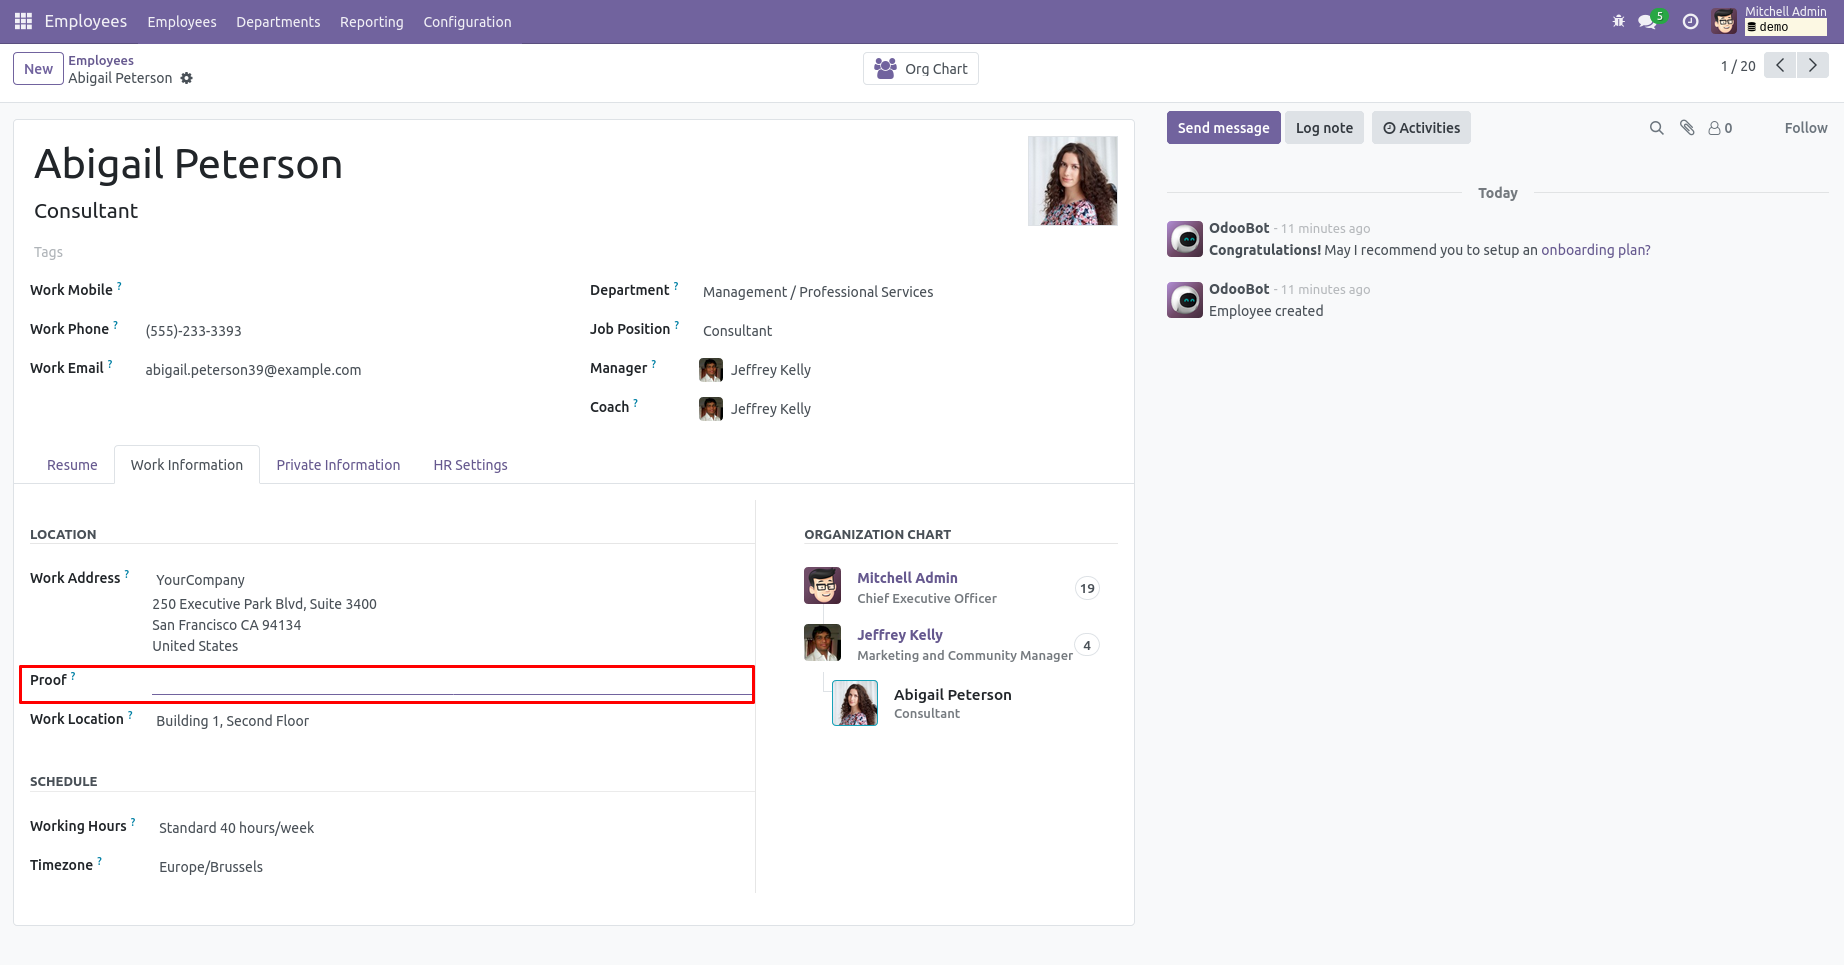 Employees Employees Departments Reporting Configuration 5 Mitchell Admin
demo
New Employees
Abigail Peterson
Org Chart
1 / 20
Send message Log note Activities 0 Follow
Abigail Peterson
Consultant
Tags
Work Mobile ?
Work Phone ? (555)-233-3393
Work Email ? abigail.peterson39@example.com
Department ? Management / Professional Services
Job Position ? Consultant
Manager ? Jeffrey Kelly
Coach ? Jeffrey Kelly
Today
OdooBot - 11 minutes ago
Congratulations! May I recommend you to setup an onboarding plan?
OdooBot - 11 minutes ago
Employee created
Resume Work Information Private Information HR Settings
LOCATION
Work Address ? YourCompany
250 Executive Park Blvd, Suite 3400
San Francisco CA 94134
United States
Proof ?
Work Location ? Building 1, Second Floor
SCHEDULE
Working Hours ? Standard 40 hours/week
Timezone ? Europe/Brussels
ORGANIZATION CHART
Mitchell Admin
Chief Executive Officer
19
Jeffrey Kelly
Marketing and Community Manager
4
Abigail Peterson
Consultant